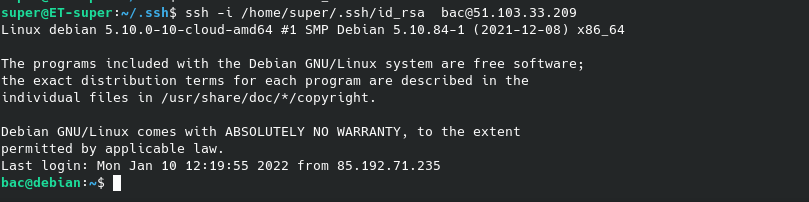 super@ET-super:~/.ssh$ ssh -i /home/super/.ssh/id_rsa  bac@51.103.33.209
Linux debian 5.10.0-10-cloud-amd64 #1 SMP Debian 5.10.84-1 (2021-12-08) x86_64
The programs included with the Debian GNU/Linux system are free software;
the exact distribution terms for each program are described in the
individual files in /usr/share/doc/*/copyright.
Debian GNU/Linux comes with ABSOLUTELY NO WARRANTY, to the extent
permitted by applicable law.
Last login: Mon Jan 10 12:19:55 2022 from 85.192.71.235
bac@debian:~$